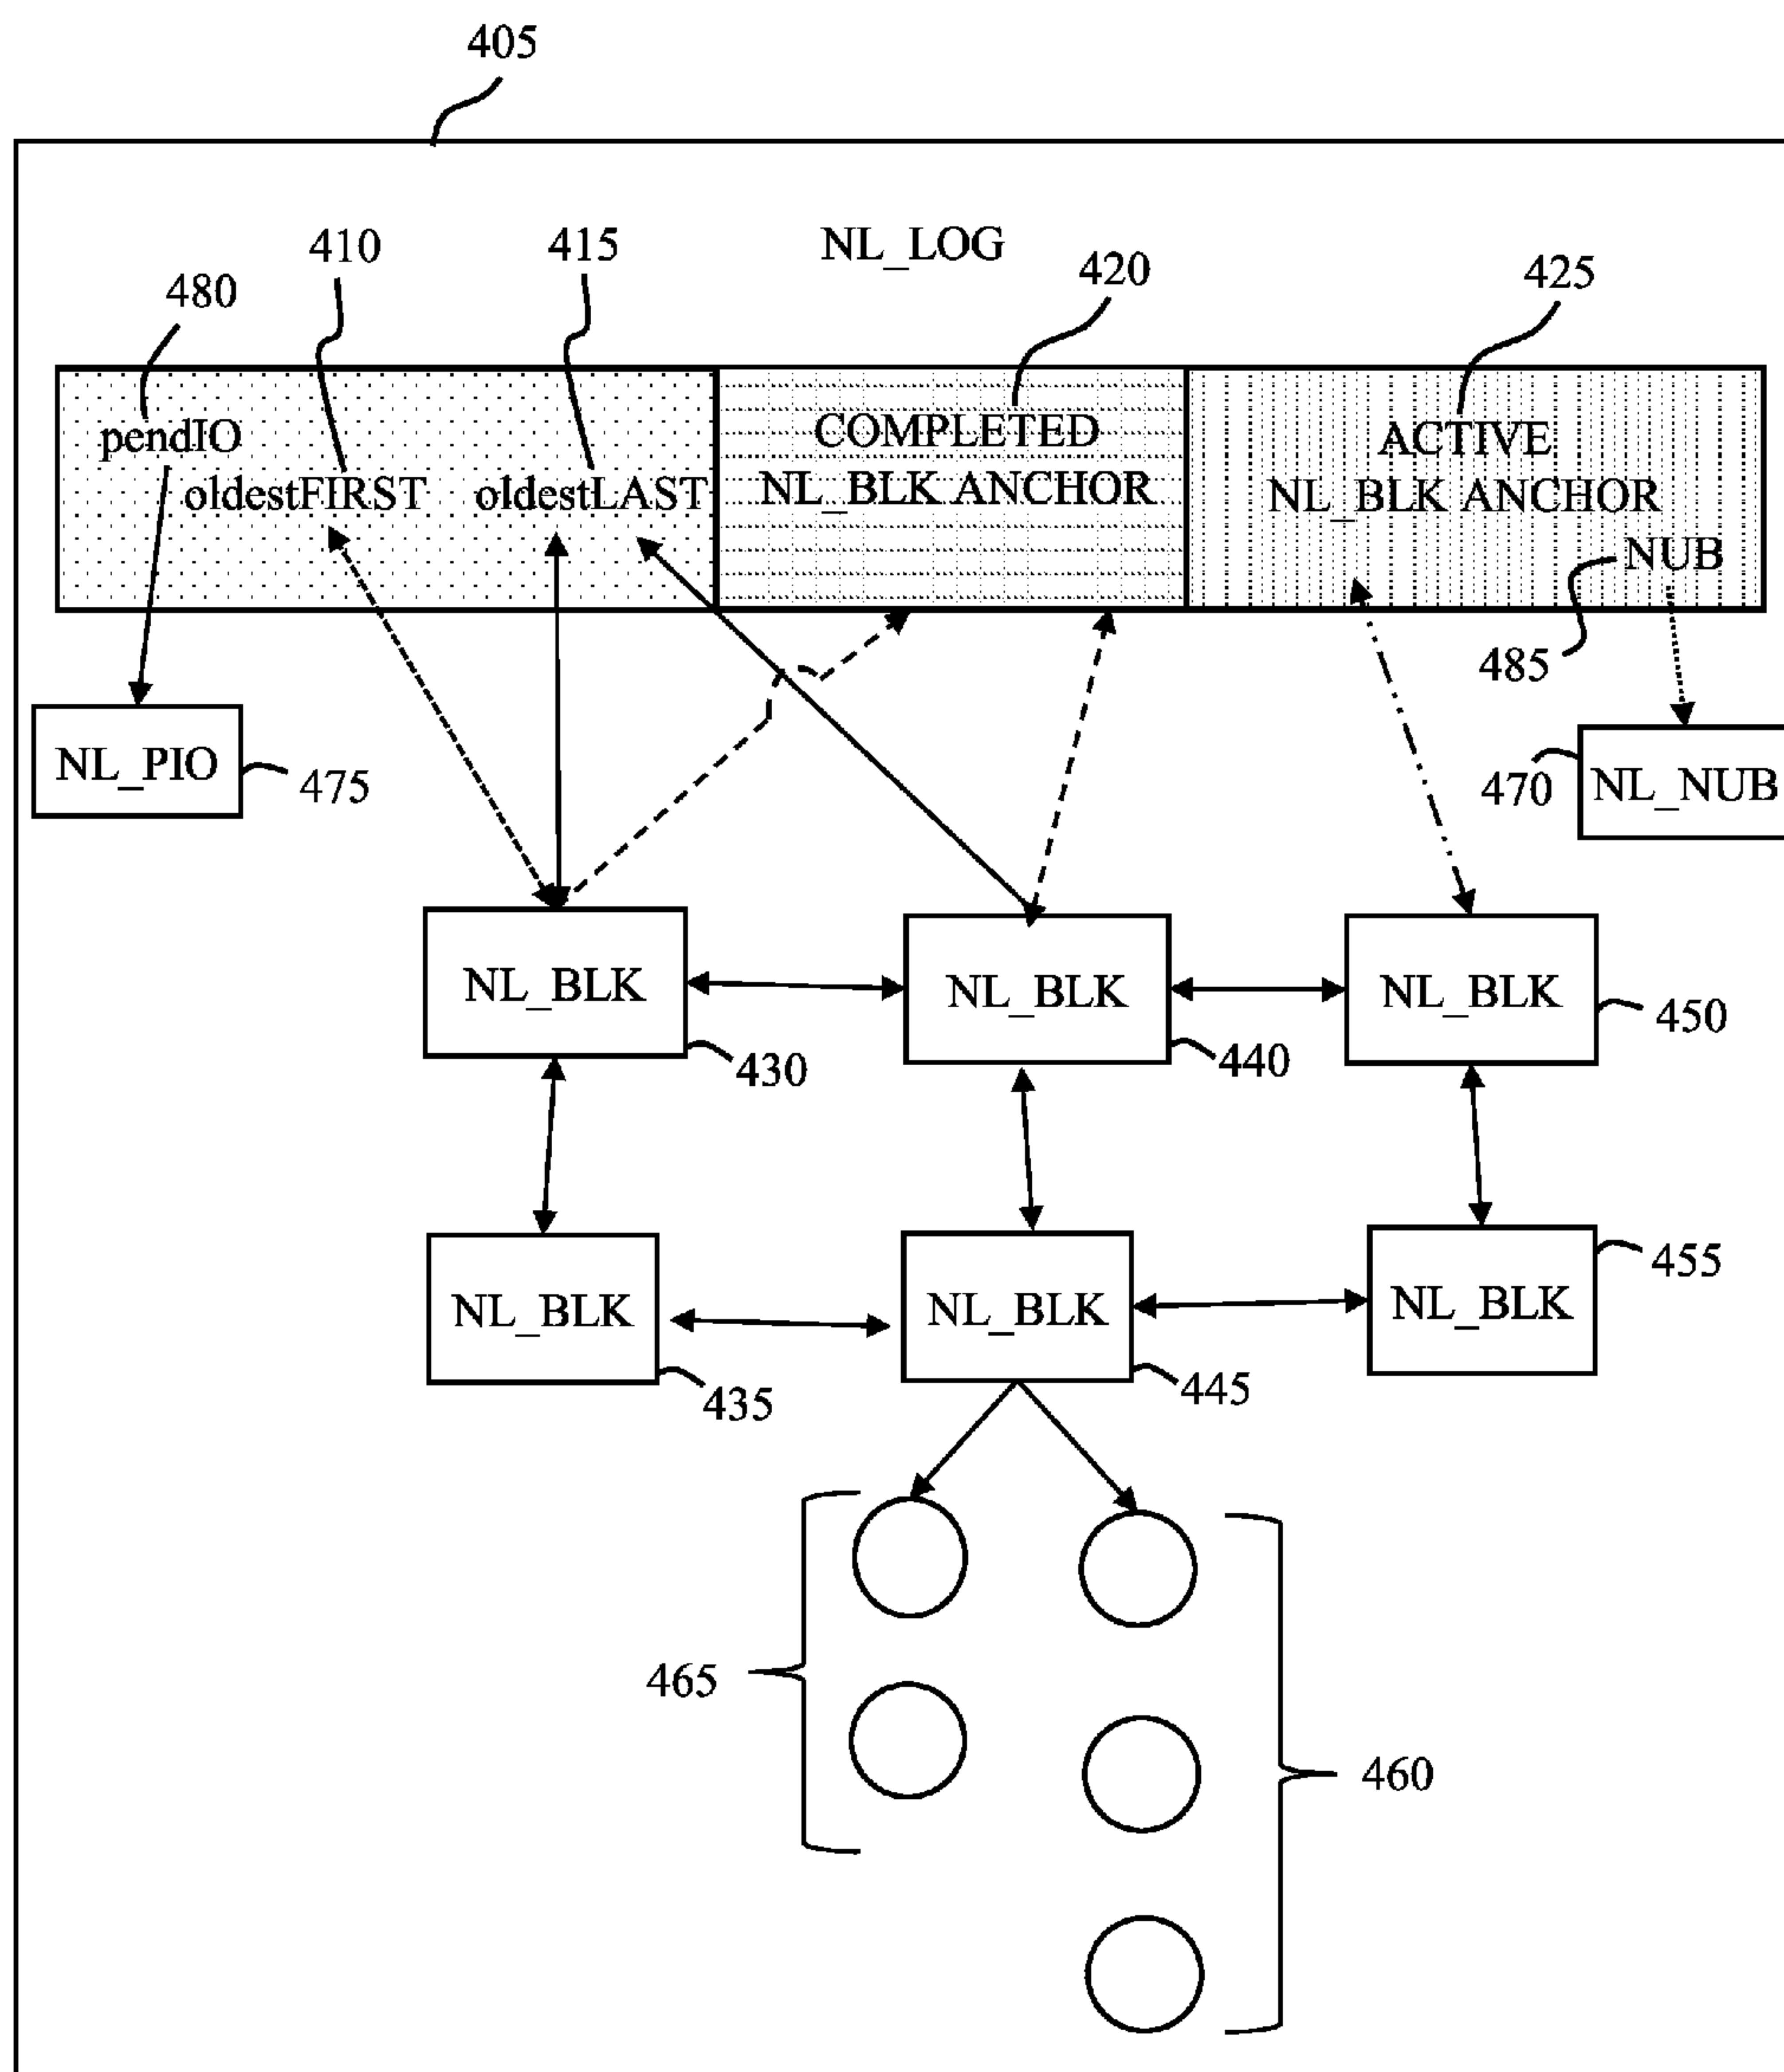 405
NL_LOG
410
415
420
425
480
pendIO
oldestFIRST
oldestLAST
COMPLETED
NL_BLK ANCHOR
ACTIVE
NL_BLK ANCHOR
NUB
485
NL_PIO
475
470
NL_NUB
NL_BLK
430
NL_BLK
440
NL_BLK
450
NL_BLK
435
NL_BLK
445
NL_BLK
455
465
460